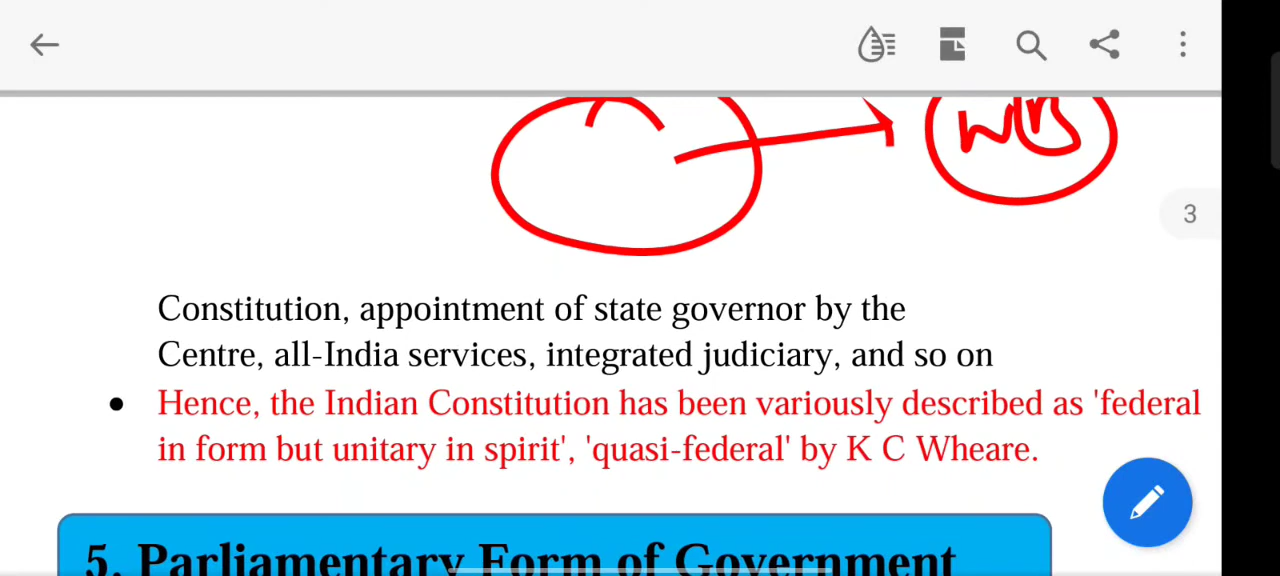 3
Constitution, appointment of state governor by the
Centre, all-India services, integrated judiciary, and so on
Hence, the Indian Constitution has been variously described as 'federal
in form but unitary in spirit', 'quasi-federal' by K C Wheare.
5. Parliamentary Form of Government